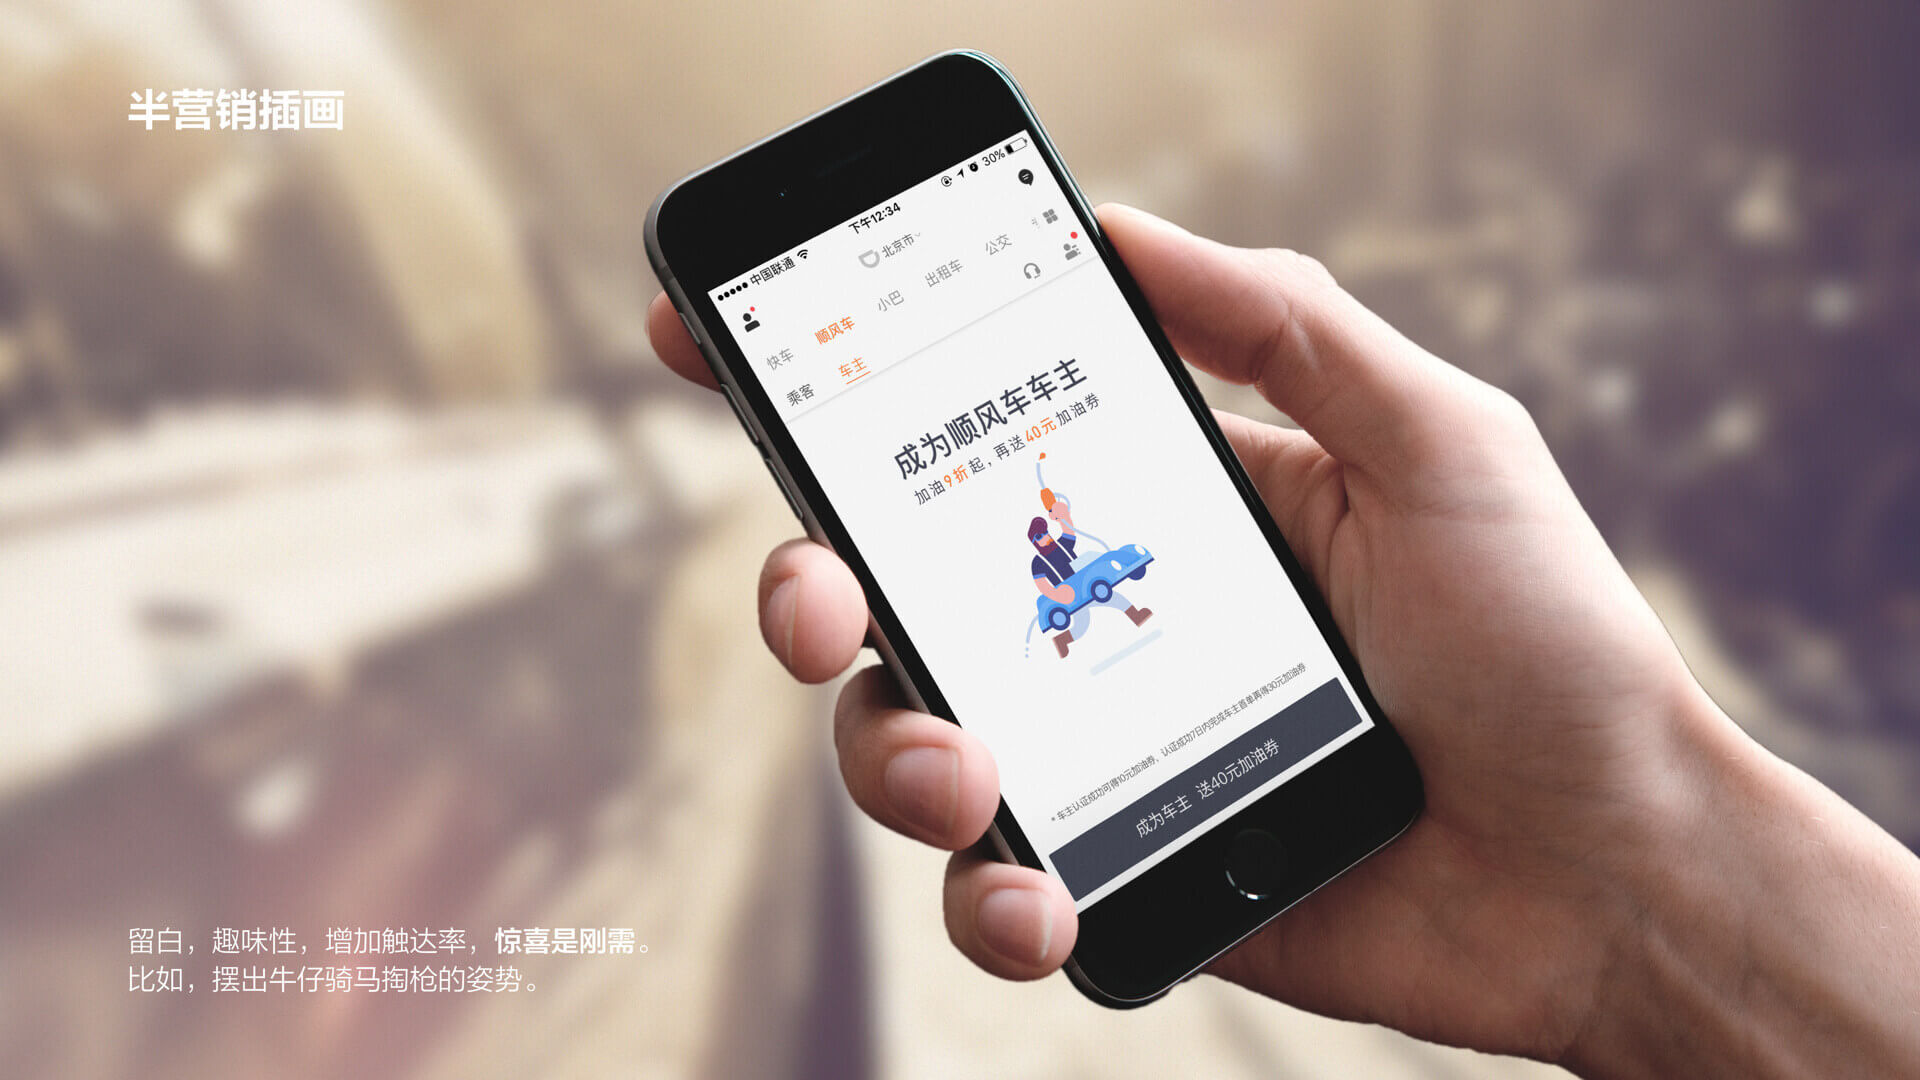 半营销插画
中国联通
下午12:34
30%
北京市
快车 顺风车 小巴 出租车 公交
乘客 车主
成为顺风车车主
加油9折起，再送40元加油券
* 车主认证成功可得10元加油券、认证成功7日内完成车主首单再得30元加油券
成为车主 送40元加油券
留白，趣味性，增加触达率，惊喜是刚需。
比如，摆出牛仔骑马掏枪的姿势。